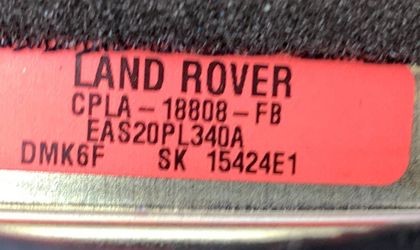 LAND ROVER
CPLA-18808-FB
EAS20PL340A
DMK6F SK 15424E1